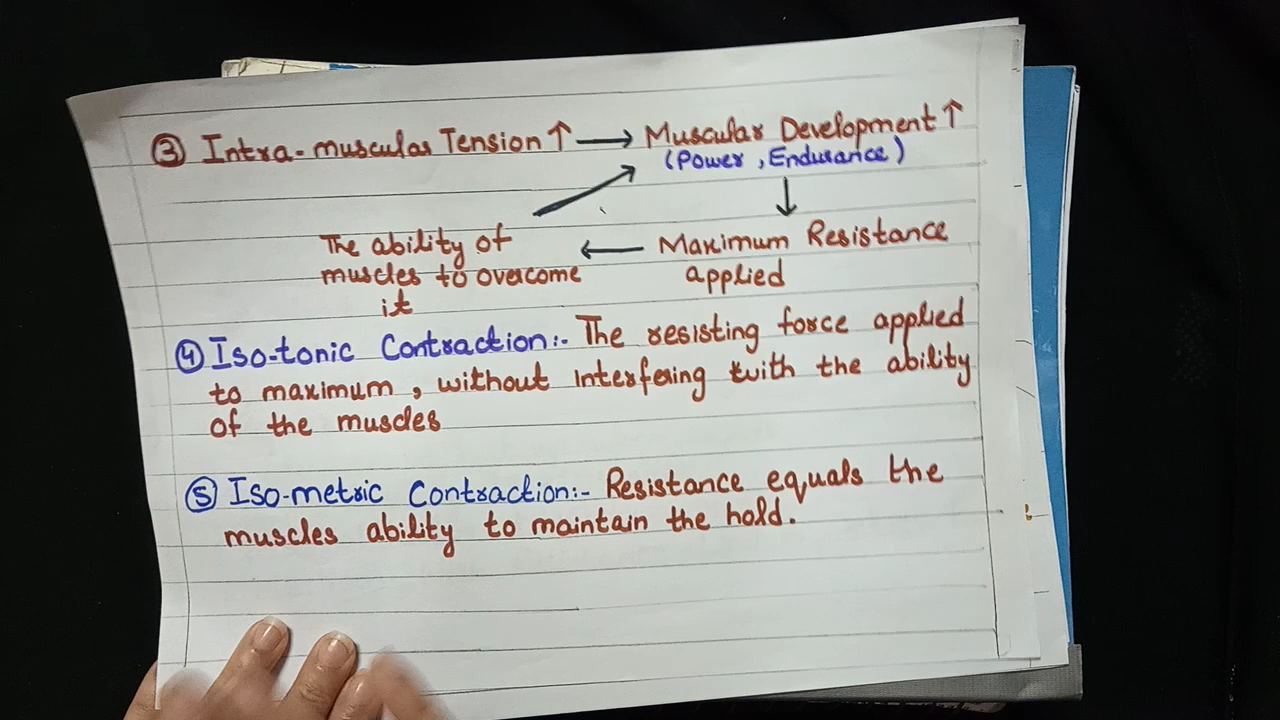 ③ Intra-muscular Tension ↑ → Muscular Development ↑
(Power, Endurance)
↓
The ability of ← Maximum Resistance
muscles to overcome applied
it
④ Iso-tonic Contraction:- The resisting force applied
to maximum, without interfering with the ability
of the muscles
⑤ Iso-metric Contraction:- Resistance equals the
muscles ability to maintain the hold.